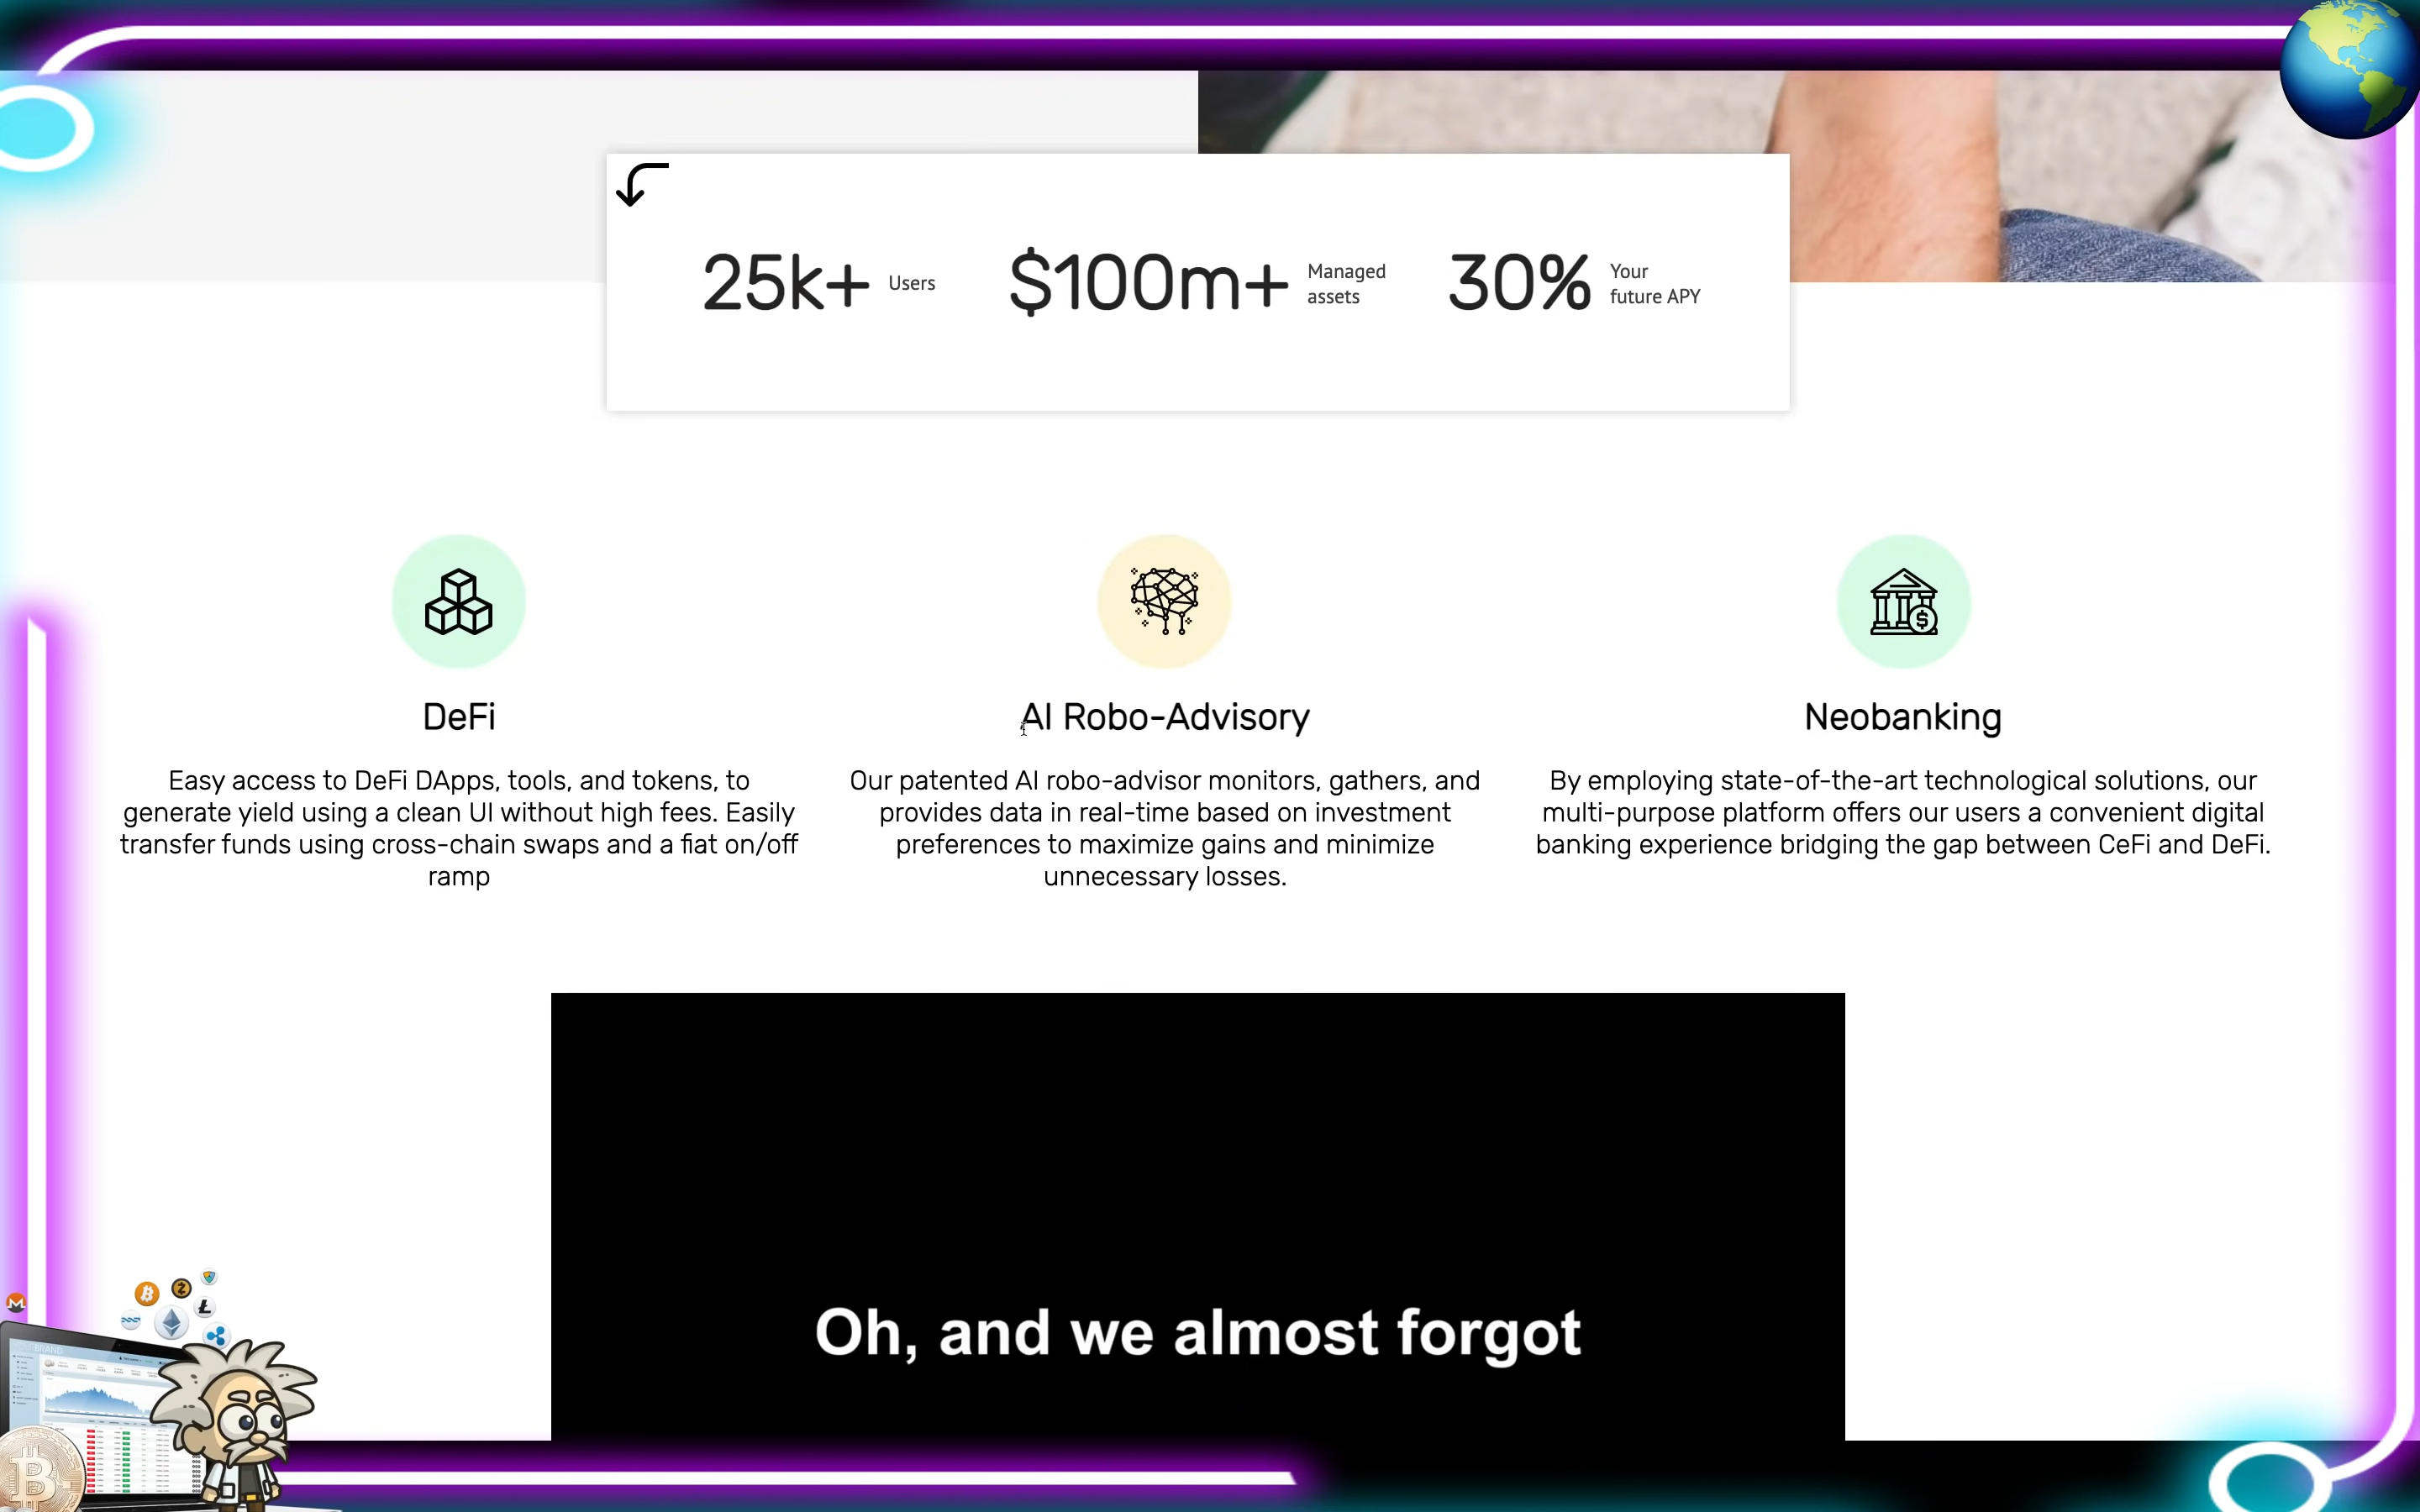 25k+ Users
$100m+ Managed
assets
30% Your
future APY
DeFi
Easy access to DeFi DApps, tools, and tokens, to
generate yield using a clean UI without high fees. Easily
transfer funds using cross-chain swaps and a fiat on/off
ramp
AI Robo-Advisory
Our patented AI robo-advisor monitors, gathers, and
provides data in real-time based on investment
preferences to maximize gains and minimize
unnecessary losses.
Neobanking
By employing state-of-the-art technological solutions, our
multi-purpose platform offers our users a convenient digital
banking experience bridging the gap between CeFi and DeFi.
Oh, and we almost forgot
BRAND